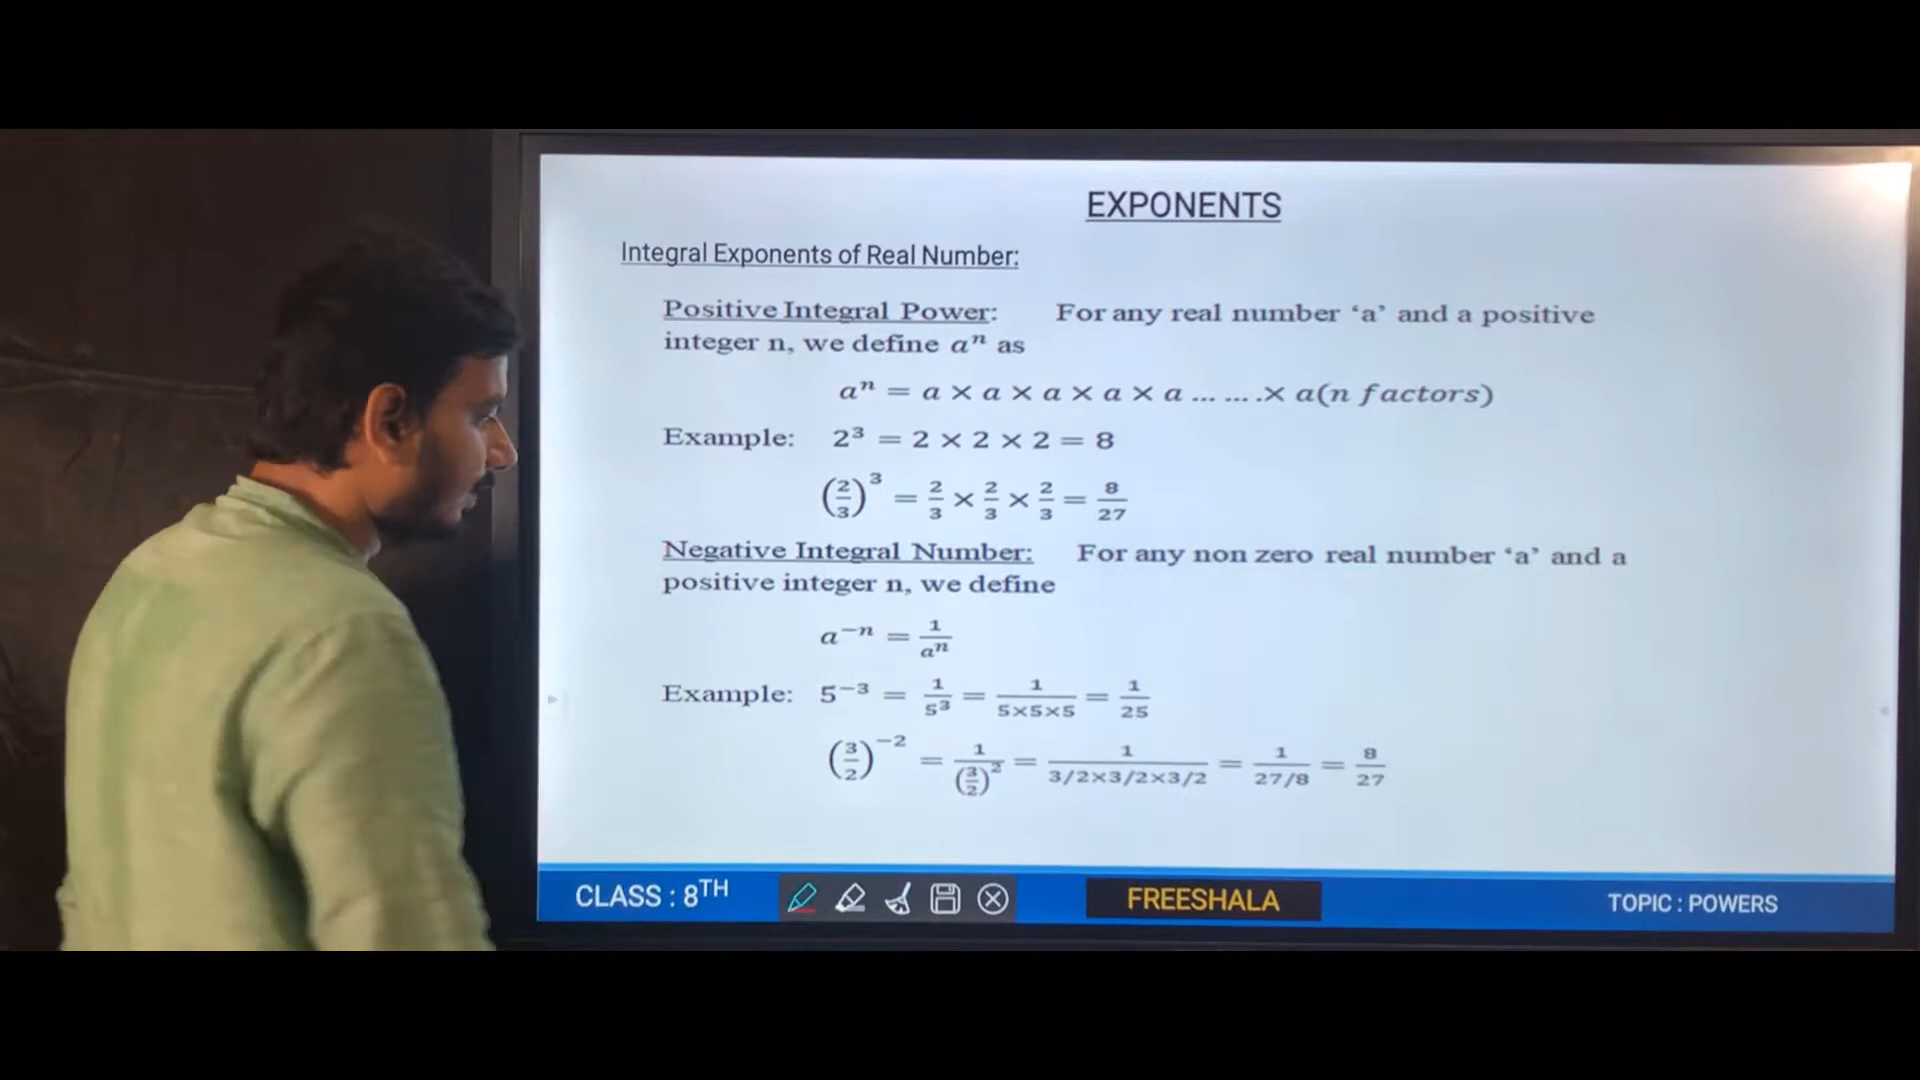 EXPONENTS
Integral Exponents of Real Number:
Positive Integral Power: For any real number ‘a’ and a positive
integer n, we define aⁿ as
aⁿ = a × a × a × a × a ... ... .× a(n factors)
Example: 2³ = 2 × 2 × 2 = 8
(2/3)³ = 2/3 × 2/3 × 2/3 = 8/27
Negative Integral Number: For any non zero real number ‘a’ and a
positive integer n, we define
a⁻ⁿ = 1/aⁿ
Example: 5⁻³ = 1/5³ = 1/5×5×5 = 1/25
(3/2)⁻² = 1/(3/2)² = 1/3/2×3/2×3/2 = 1/27/8 = 8/27
CLASS : 8TH FREESHALA TOPIC : POWERS